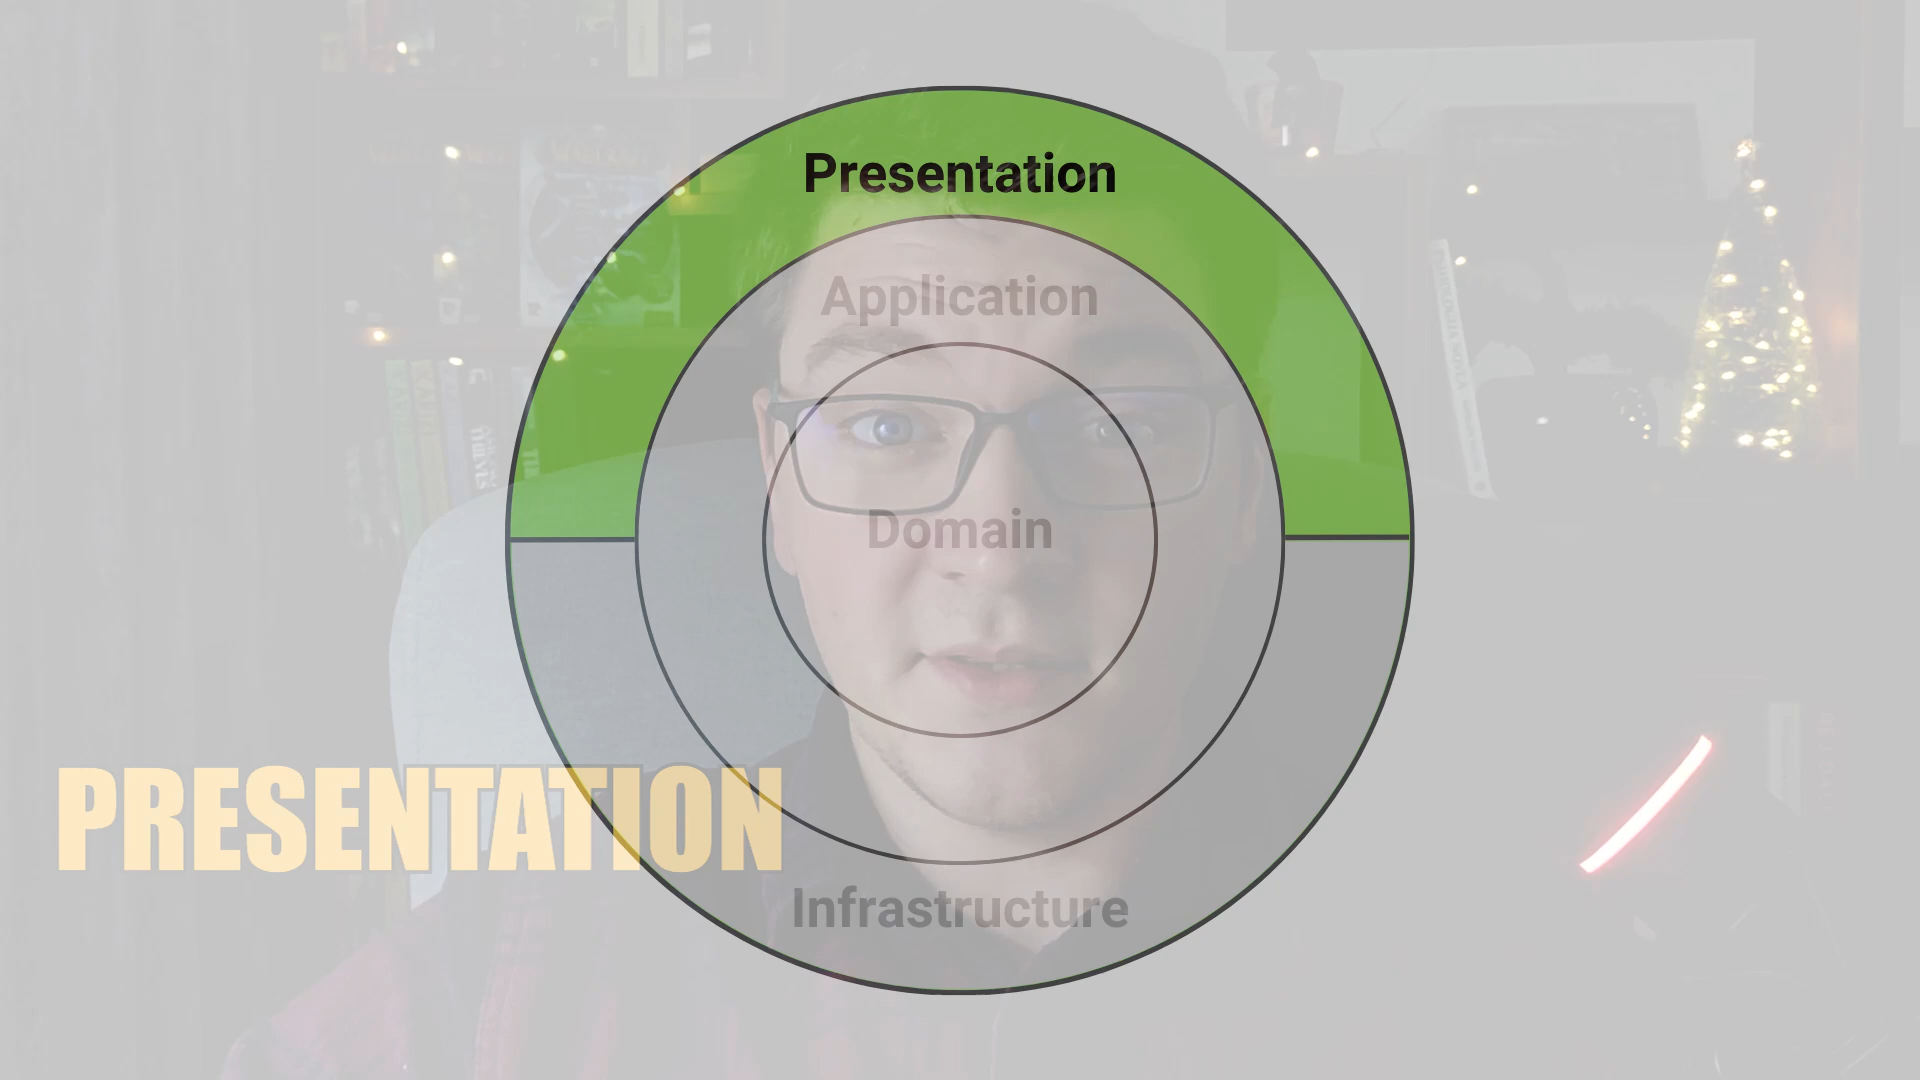 Presentation
Application
Domain
PRESENTATION
Infrastructure